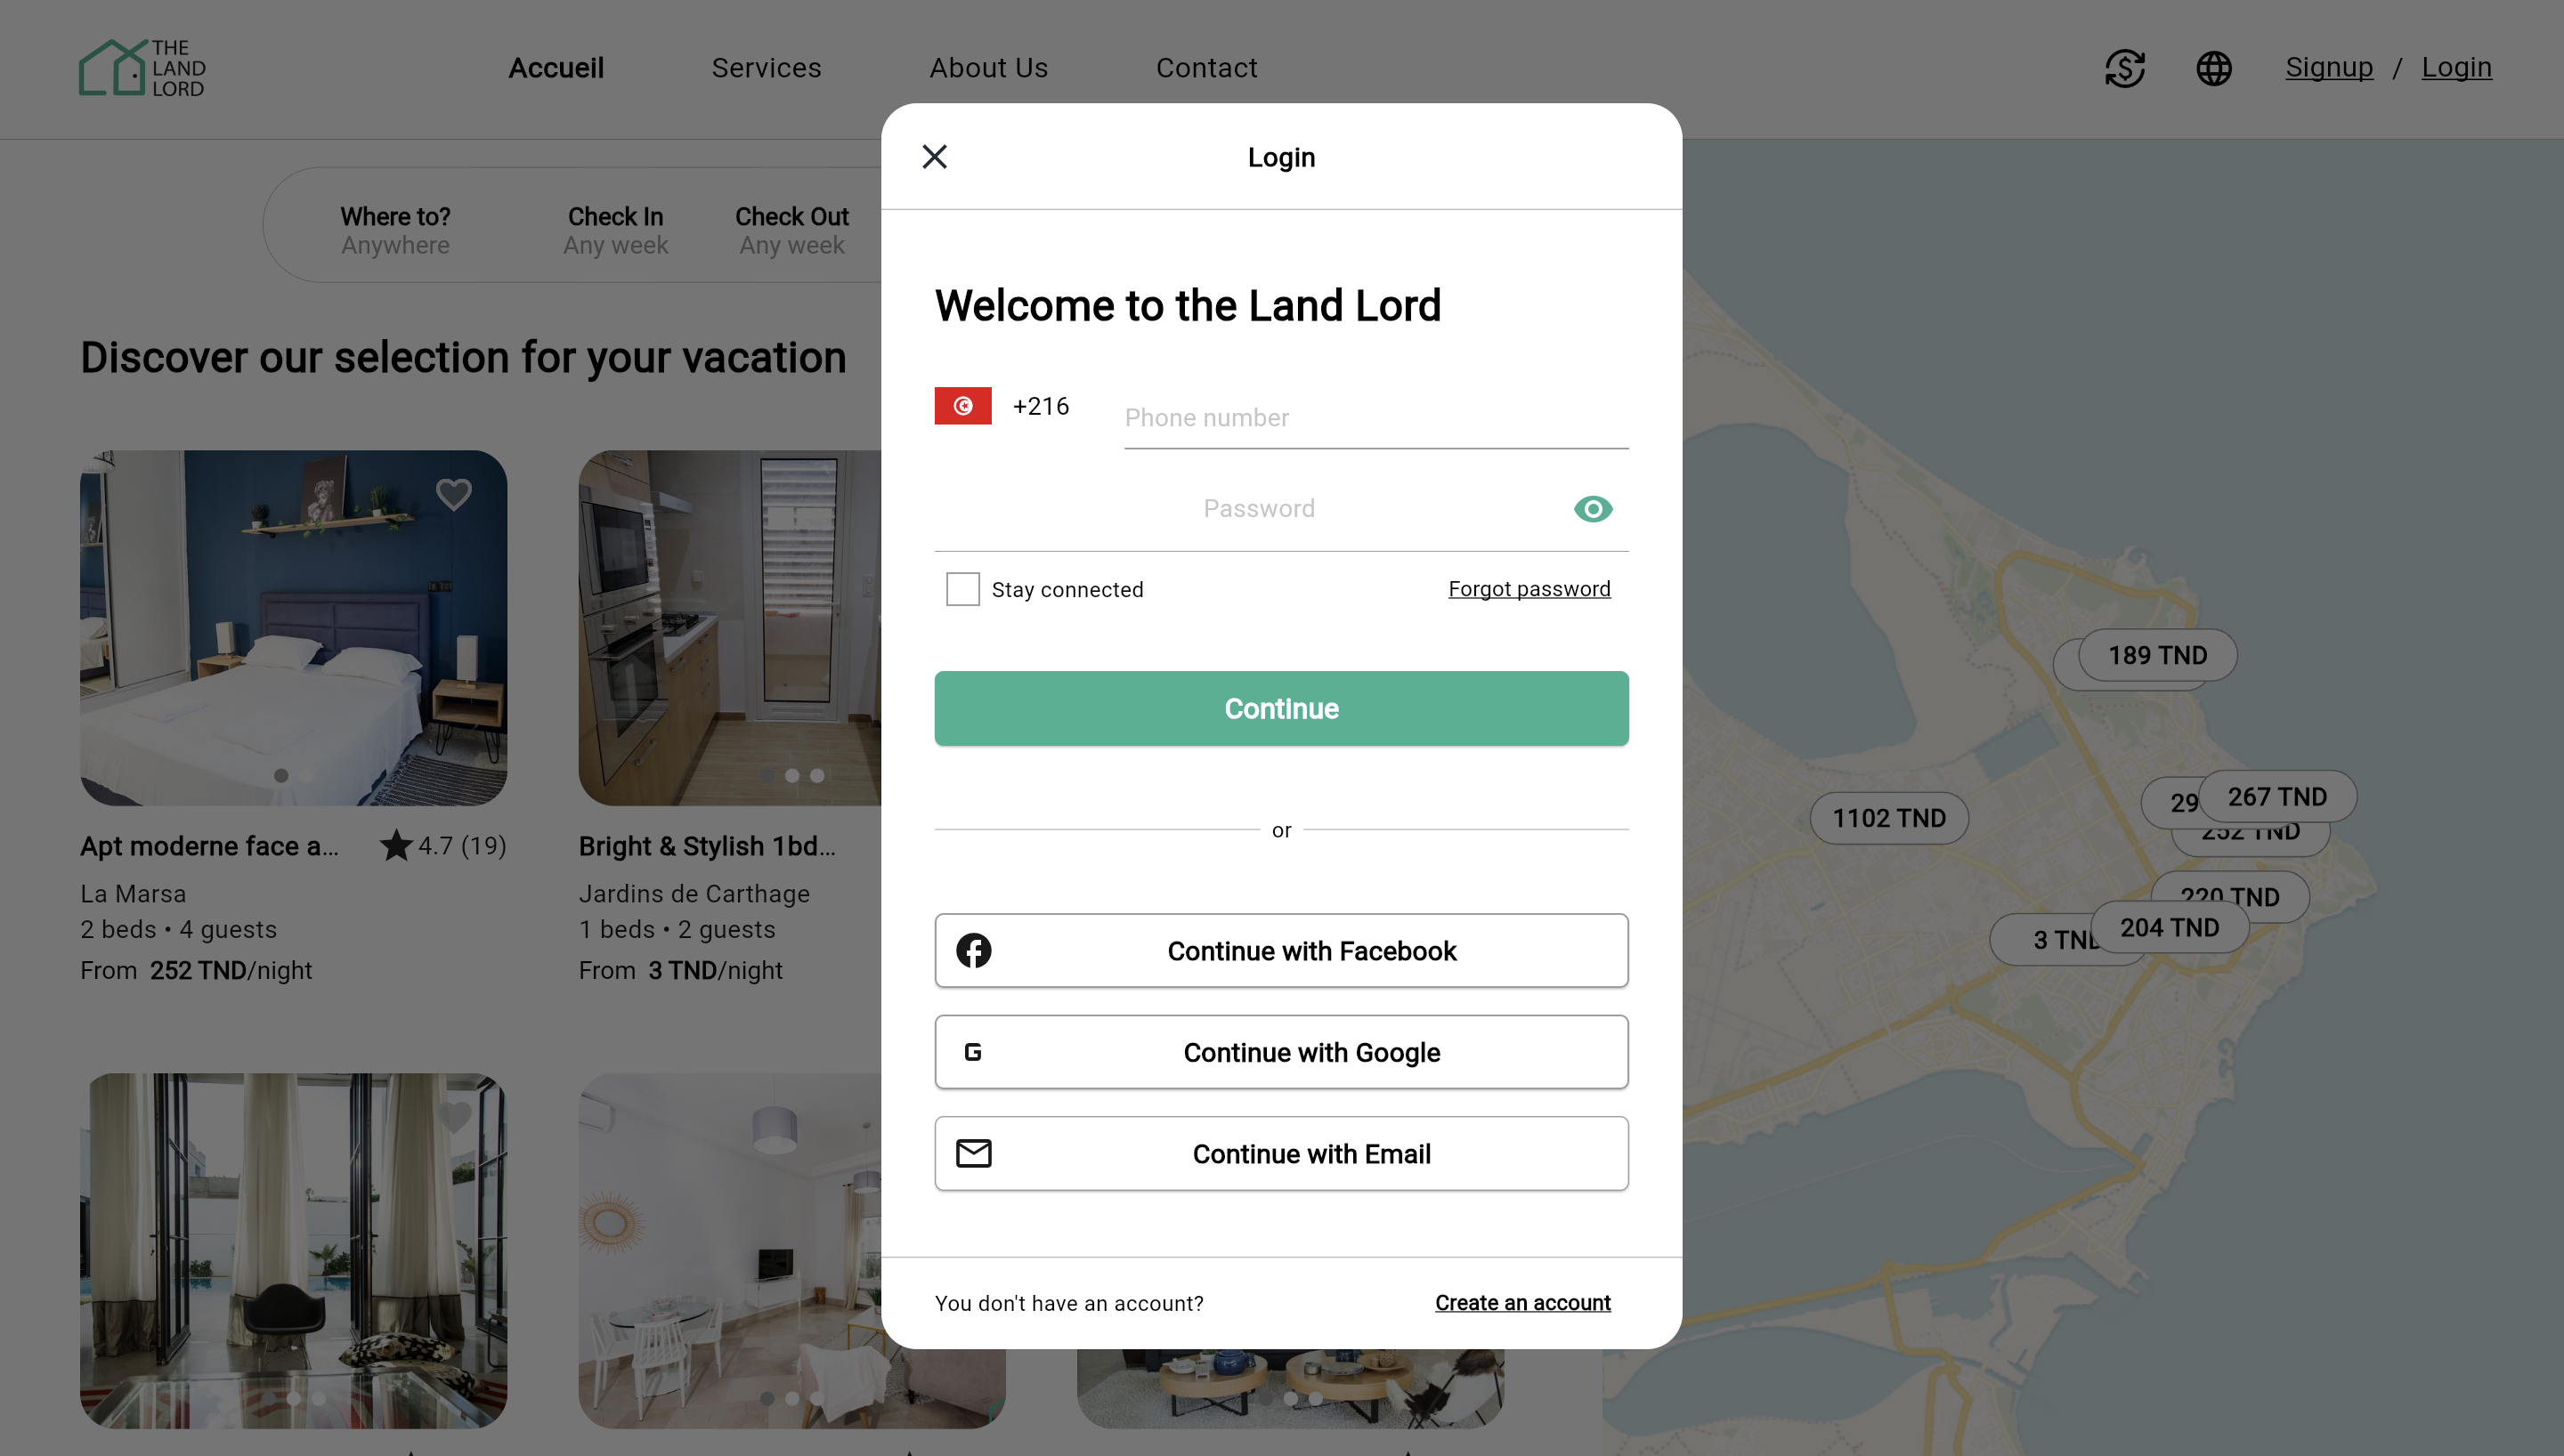 THE
LAND
LORD
Accueil
Services
About Us
Contact
Signup / Login
Where to?
Anywhere
Check In
Any week
Check Out
Any week
Discover our selection for your vacation
Apt moderne face a...
4.7 (19)
La Marsa
2 beds • 4 guests
From 252 TND/night
Bright & Stylish 1bd...
Jardins de Carthage
1 beds • 2 guests
From 3 TND/night
Login
Welcome to the Land Lord
+216
Phone number
Password
Stay connected
Forgot password
Continue
or
Continue with Facebook
G
Continue with Google
Continue with Email
You don't have an account?
Create an account
189 TND
1102 TND
29
267 TND
252 TND
220 TND
3 TND
204 TND